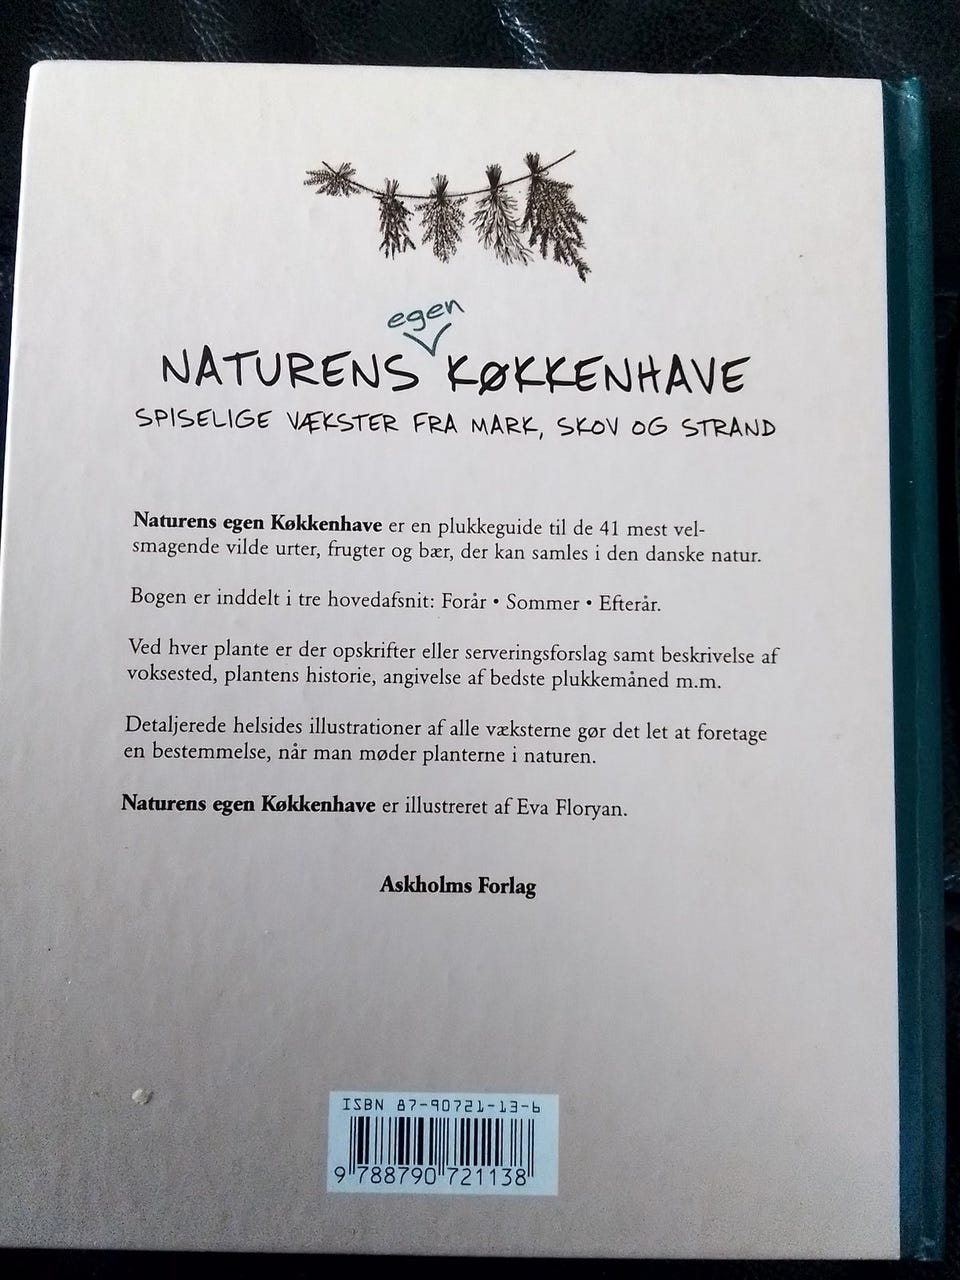 egen
NATURENS KØKKENHAVE
SPISELIGE VÆKSTER FRA MARK, SKOV OG STRAND
Naturens egen Køkkenhave er en plukkeguide til de 41 mest vel-
smagende vilde urter, frugter og bær, der kan samles i den danske natur.
Bogen er inddelt i tre hovedafsnit: Forår • Sommer • Efterår.
Ved hver plante er der opskrifter eller serveringsforslag samt beskrivelse af
voksested, plantens historie, angivelse af bedste plukkemåned m.m.
Detaljerede helsides illustrationer af alle væksterne gør det let at foretage
en bestemmelse, når man møder planterne i naturen.
Naturens egen Køkkenhave er illustreret af Eva Floryan.
Askholms Forlag
ISBN 87-90721-13-6
9 788790 721138